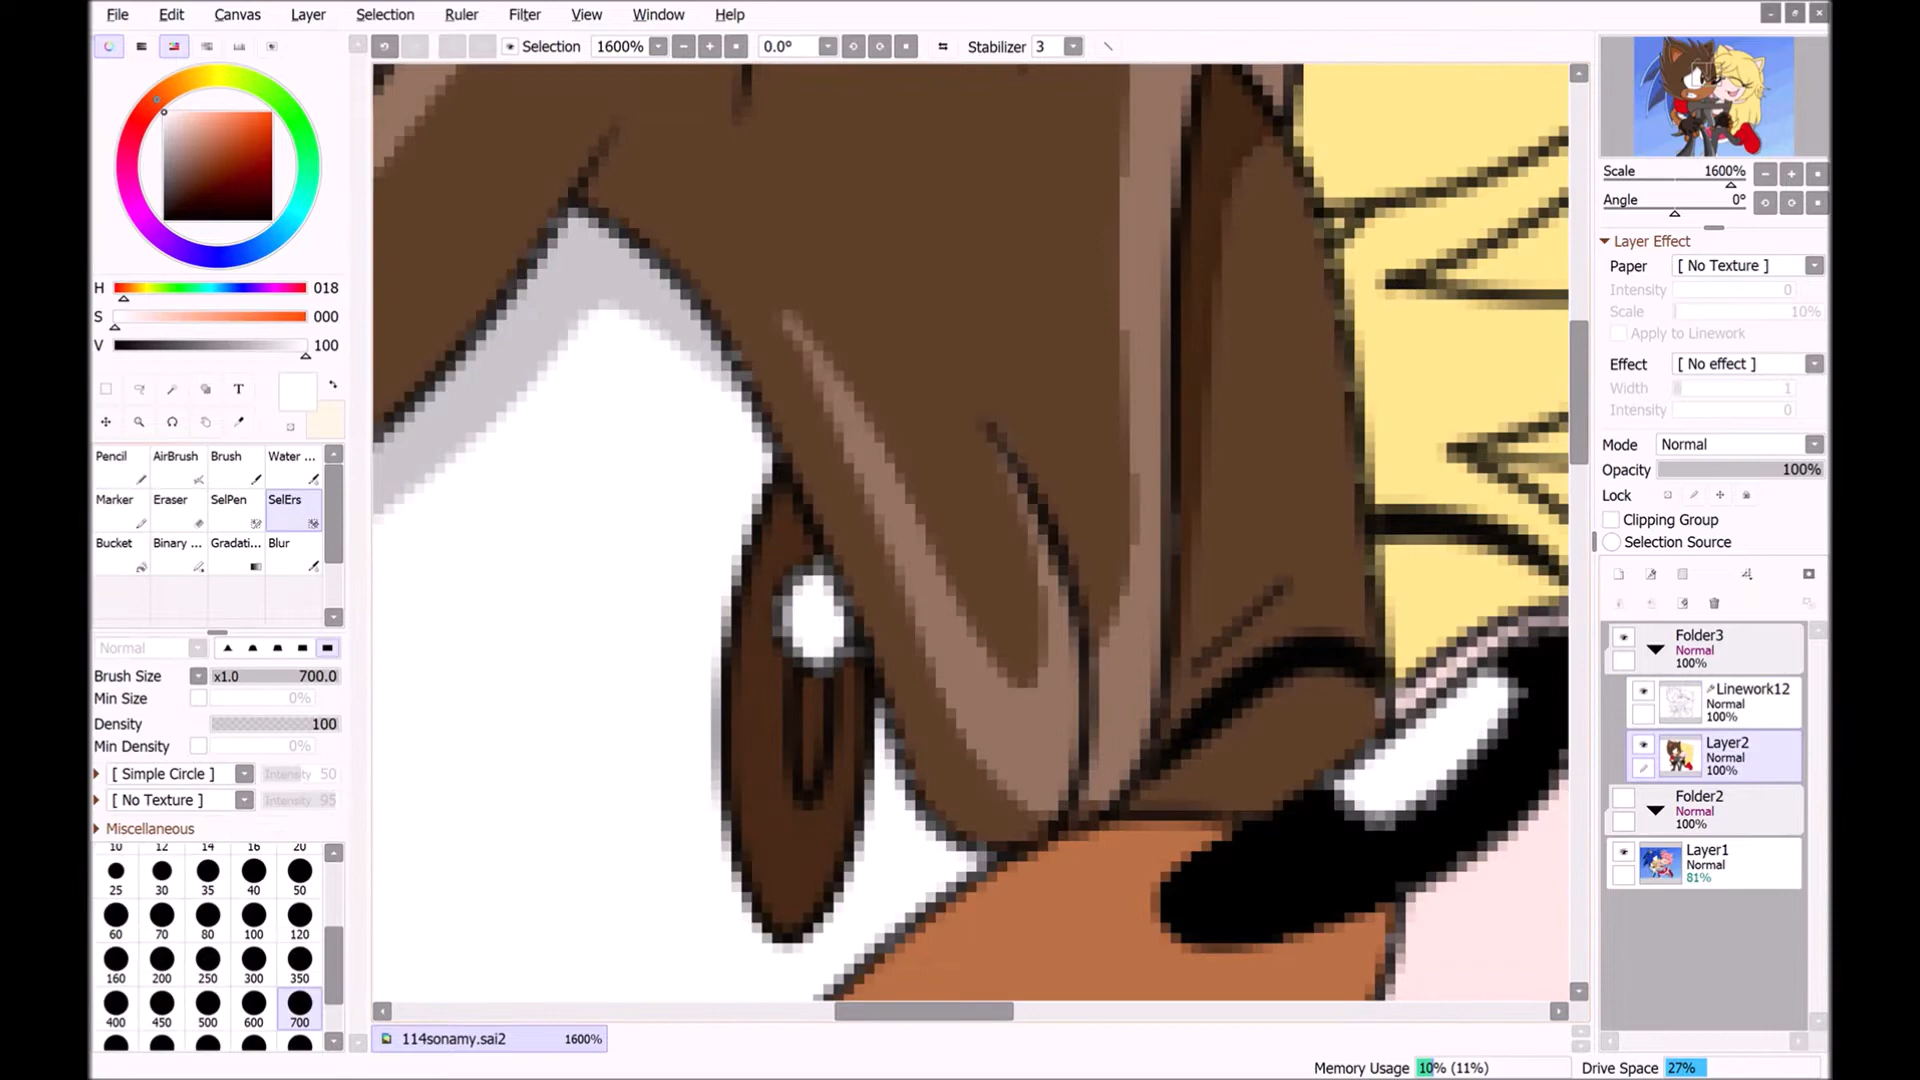 File Edit Canvas Layer Selection Ruler Filter View Window Help
Selection 1600% 0.0° Stabilizer 3
H 018
S 000
V 100
T
Pencil AirBrush Brush Water ...
Marker Eraser SelPen SelErs
Bucket Binary ... Gradati... Blur
Normal
Brush Size x1.0 700.0
Min Size 0%
Density 100
Min Density 0%
[ Simple Circle ] Intensity 50
[ No Texture ] Intensity 95
Miscellaneous
10 12 14 16 20
25 30 35 40 50
60 70 80 100 120
160 200 250 300 350
400 450 500 600 700
114sonamy.sai2 1600%
Scale 1600%
Angle 0°
Layer Effect
Paper [ No Texture ]
Intensity 0
Scale 10%
Apply to Linework
Effect [ No effect ]
Width 1
Intensity 0
Mode Normal
Opacity 100%
Lock
Clipping Group
Selection Source
Folder3
Normal
100%
Linework12
Normal
100%
Layer2
Normal
100%
Folder2
Normal
100%
Layer1
Normal
81%
Memory Usage 10% (11%) Drive Space 27%